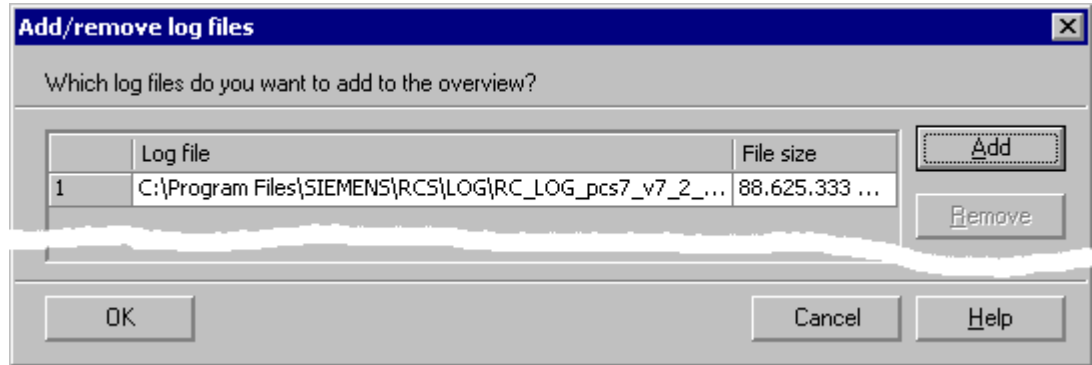 Add/remove log files
Which log files do you want to add to the overview?
Log file File size
1 C:\Program Files\SIEMENS\RCS\LOG\RC_LOG_pcs7_v7_2_... 88.625.333 ...
Add
Remove
OK Cancel Help